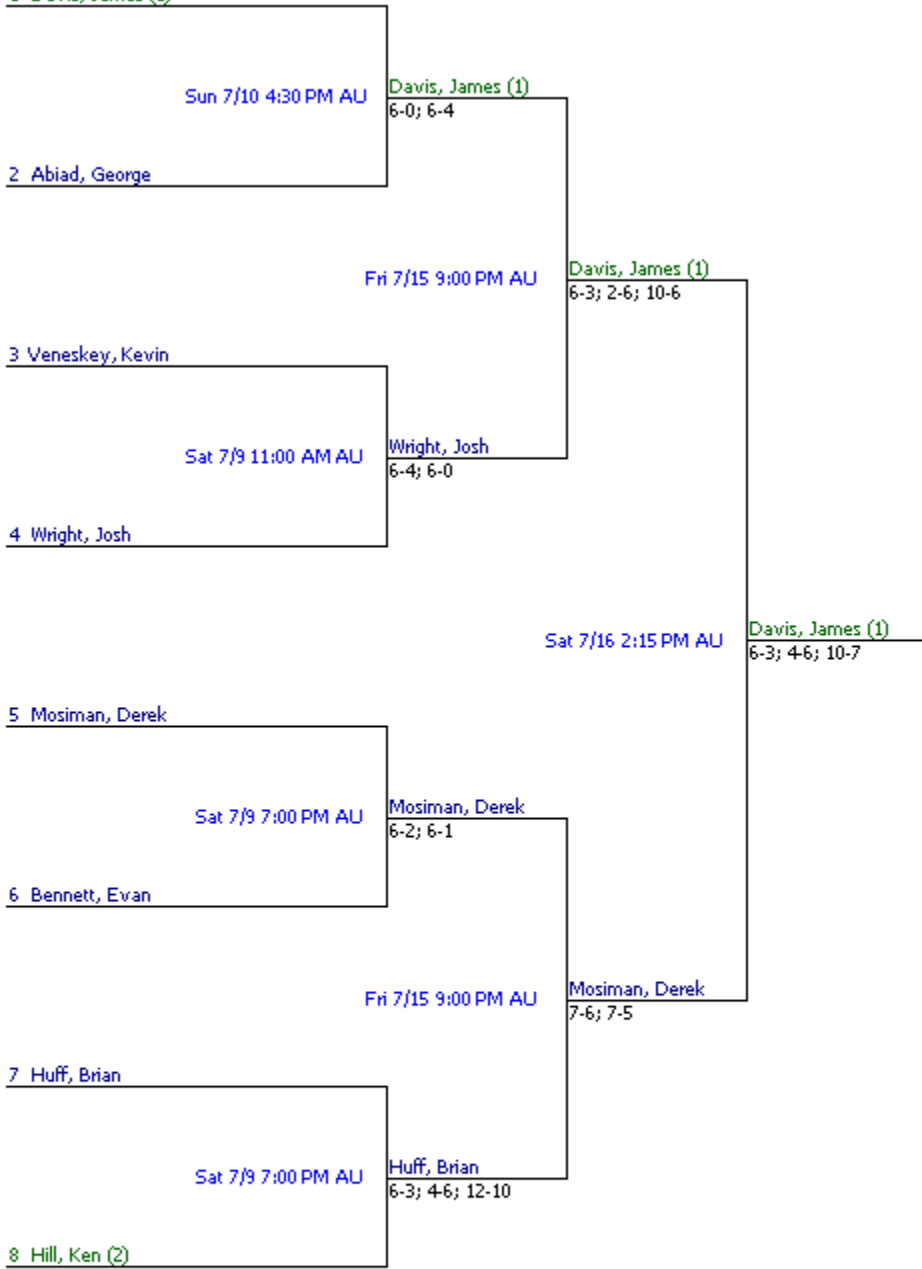 Davis, James (1)
Sun 7/10 4:30 PM AU
6-0; 6-4
2 Abiad, George
Davis, James (1)
Fri 7/15 9:00 PM AU
6-3; 2-6; 10-6
3 Veneskey, Kevin
Wright, Josh
Sat 7/9 11:00 AM AU
6-4; 6-0
4 Wright, Josh
Davis, James (1)
Sat 7/16 2:15 PM AU
6-3; 4-6; 10-7
5 Mosiman, Derek
Mosiman, Derek
Sat 7/9 7:00 PM AU
6-2; 6-1
6 Bennett, Evan
Mosiman, Derek
Fri 7/15 9:00 PM AU
7-6; 7-5
7 Huff, Brian
Huff, Brian
Sat 7/9 7:00 PM AU
6-3; 4-6; 12-10
8 Hill, Ken (2)